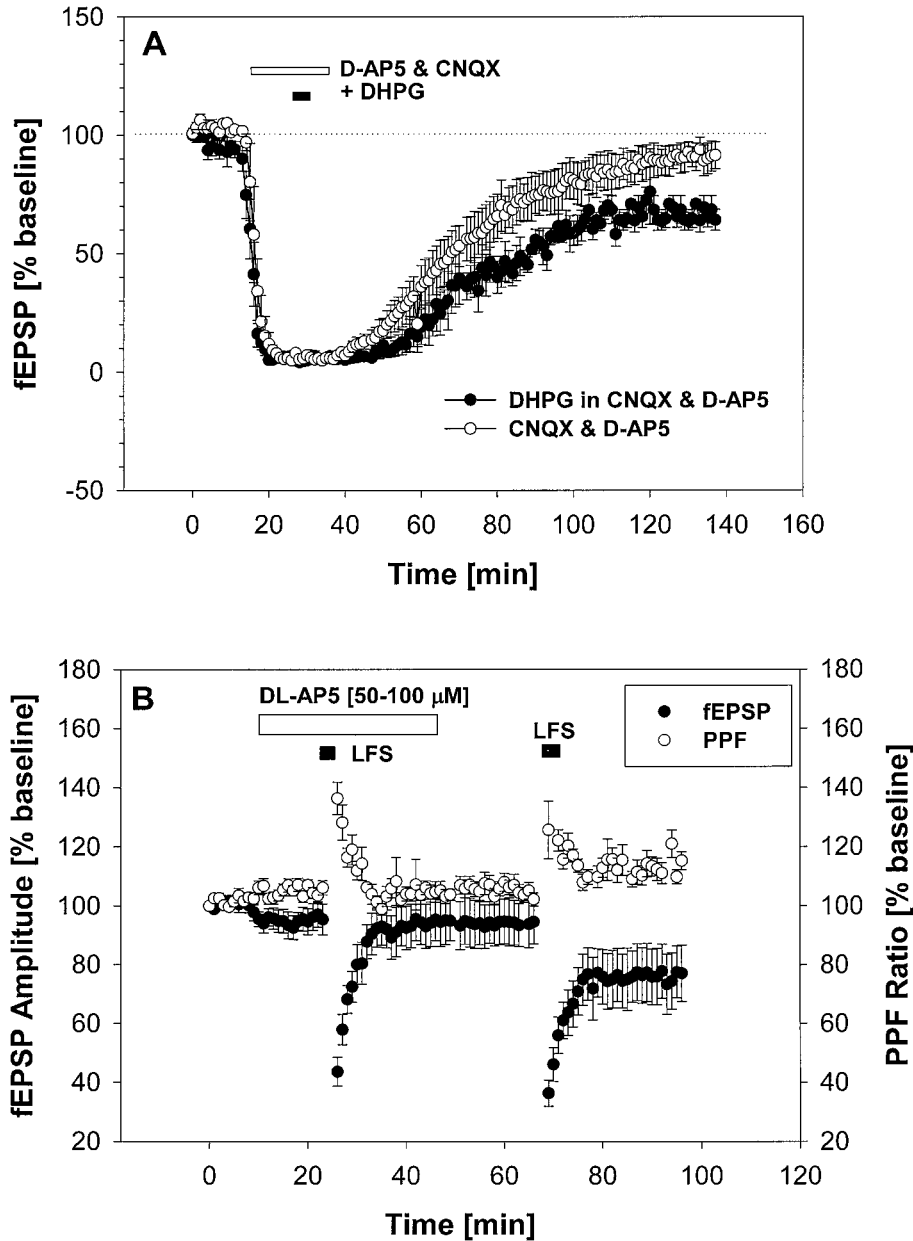 A
D-AP5 & CNQX
+ DHPG
150
100
50
0
-50
fEPSP [% baseline]
DHPG in CNQX & D-AP5
CNQX & D-AP5
0 20 40 60 80 100 120 140 160
Time [min]
B
DL-AP5 [50-100 μM]
LFS
LFS
fEPSP
PPF
180
160
140
120
100
80
60
40
20
fEPSP Amplitude [% baseline]
180
160
140
120
100
80
60
40
20
PPF Ratio [% baseline]
0 20 40 60 80 100 120
Time [min]